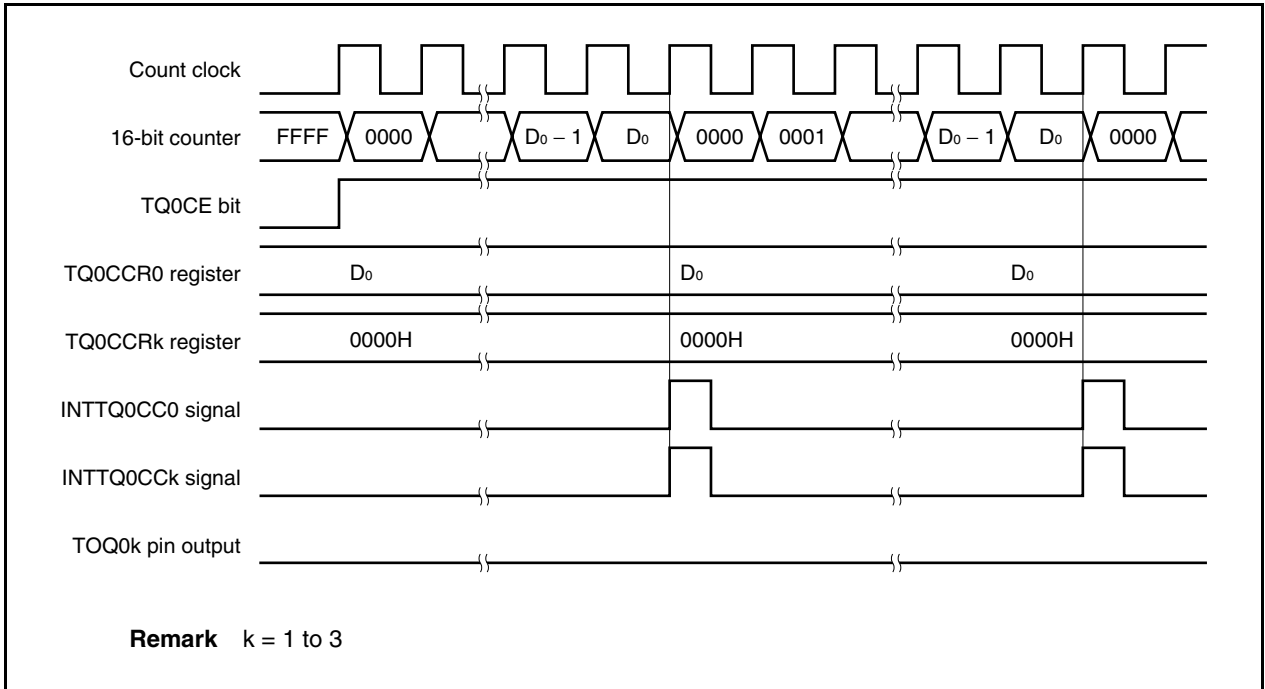 Count clock
16-bit counter FFFF 0000 D0 − 1 D0 0000 0001 D0 − 1 D0 0000
TQ0CE bit
TQ0CCR0 register D0 D0 D0
TQ0CCRk register 0000H 0000H 0000H
INTTQ0CC0 signal
INTTQ0CCk signal
TOQ0k pin output
Remark k = 1 to 3